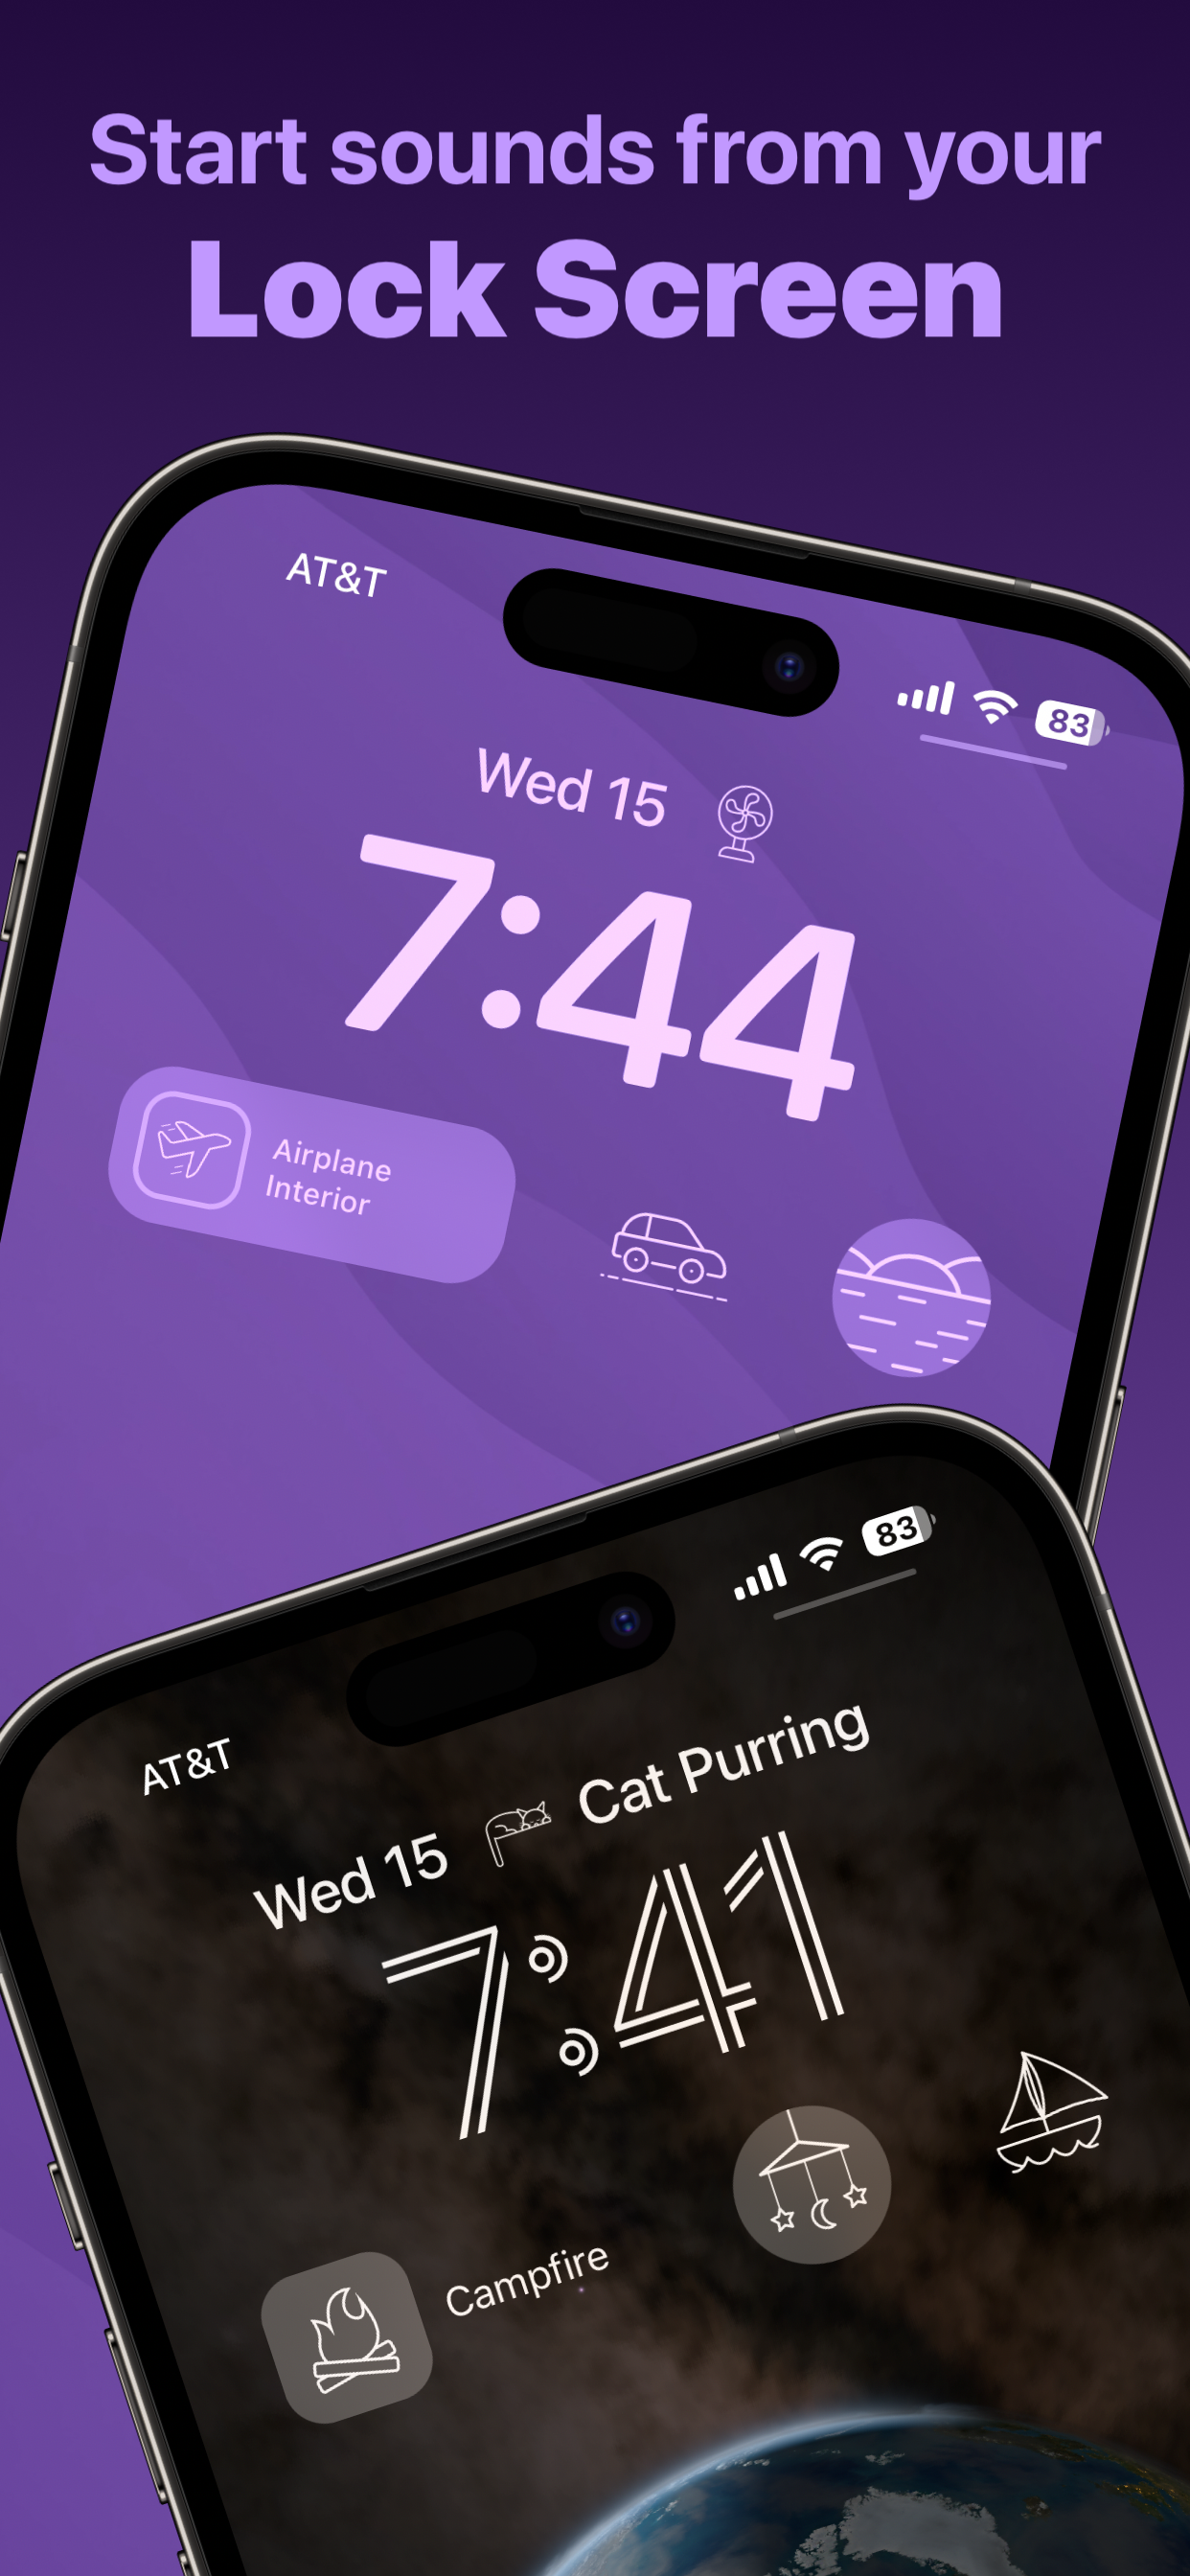 Start sounds from your
Lock Screen
AT&T
83
Wed 15
7:44
Airplane
Interior
83
AT&T
Wed 15 Cat Purring
7:41
Campfire